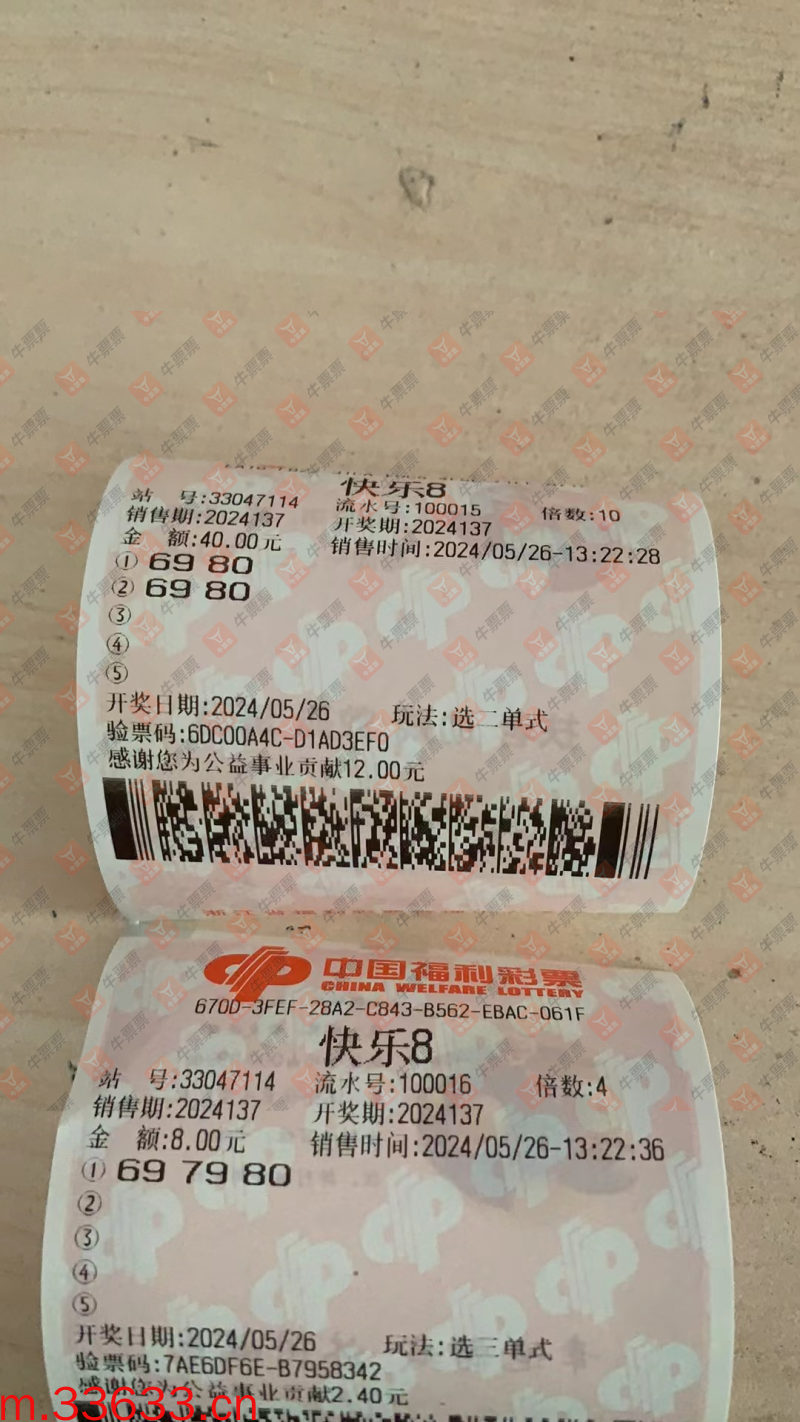 快乐8
站 号:33047114 流水号:100015 倍数:10
销售期:2024137 开奖期:2024137
金 额:40.00元 销售时间:2024/05/26-13:22:28
① 69 80
② 69 80
③
④
⑤
开奖日期:2024/05/26 玩法:选二单式
验票码:6DC00A4C-D1AD3EF0
感谢您为公益事业贡献12.00元
中国福利彩票
CHINA WELFARE LOTTERY
670D-3FEF-28A2-C843-B562-EBAC-061F
快乐8
站 号:33047114 流水号:100016 倍数:4
销售期:2024137 开奖期:2024137
金 额:8.00元 销售时间:2024/05/26-13:22:36
① 69 79 80
②
③
④
⑤
开奖日期:2024/05/26 玩法:选三单式
验票码:7AE6DF6E-B7958342
感谢您为公益事业贡献2.40元
m.33633.cn
牛票票